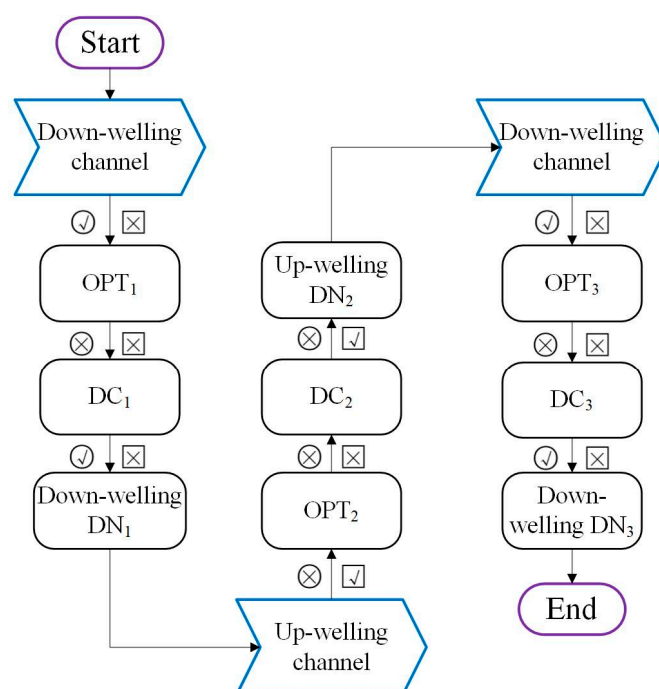 Start
Down-welling
channel
OPT₁
DC₁
Down-welling
DN₁
Up-welling
channel
OPT₂
DC₂
Up-welling
DN₂
Down-welling
channel
OPT₃
DC₃
Down-
welling DN₃
End